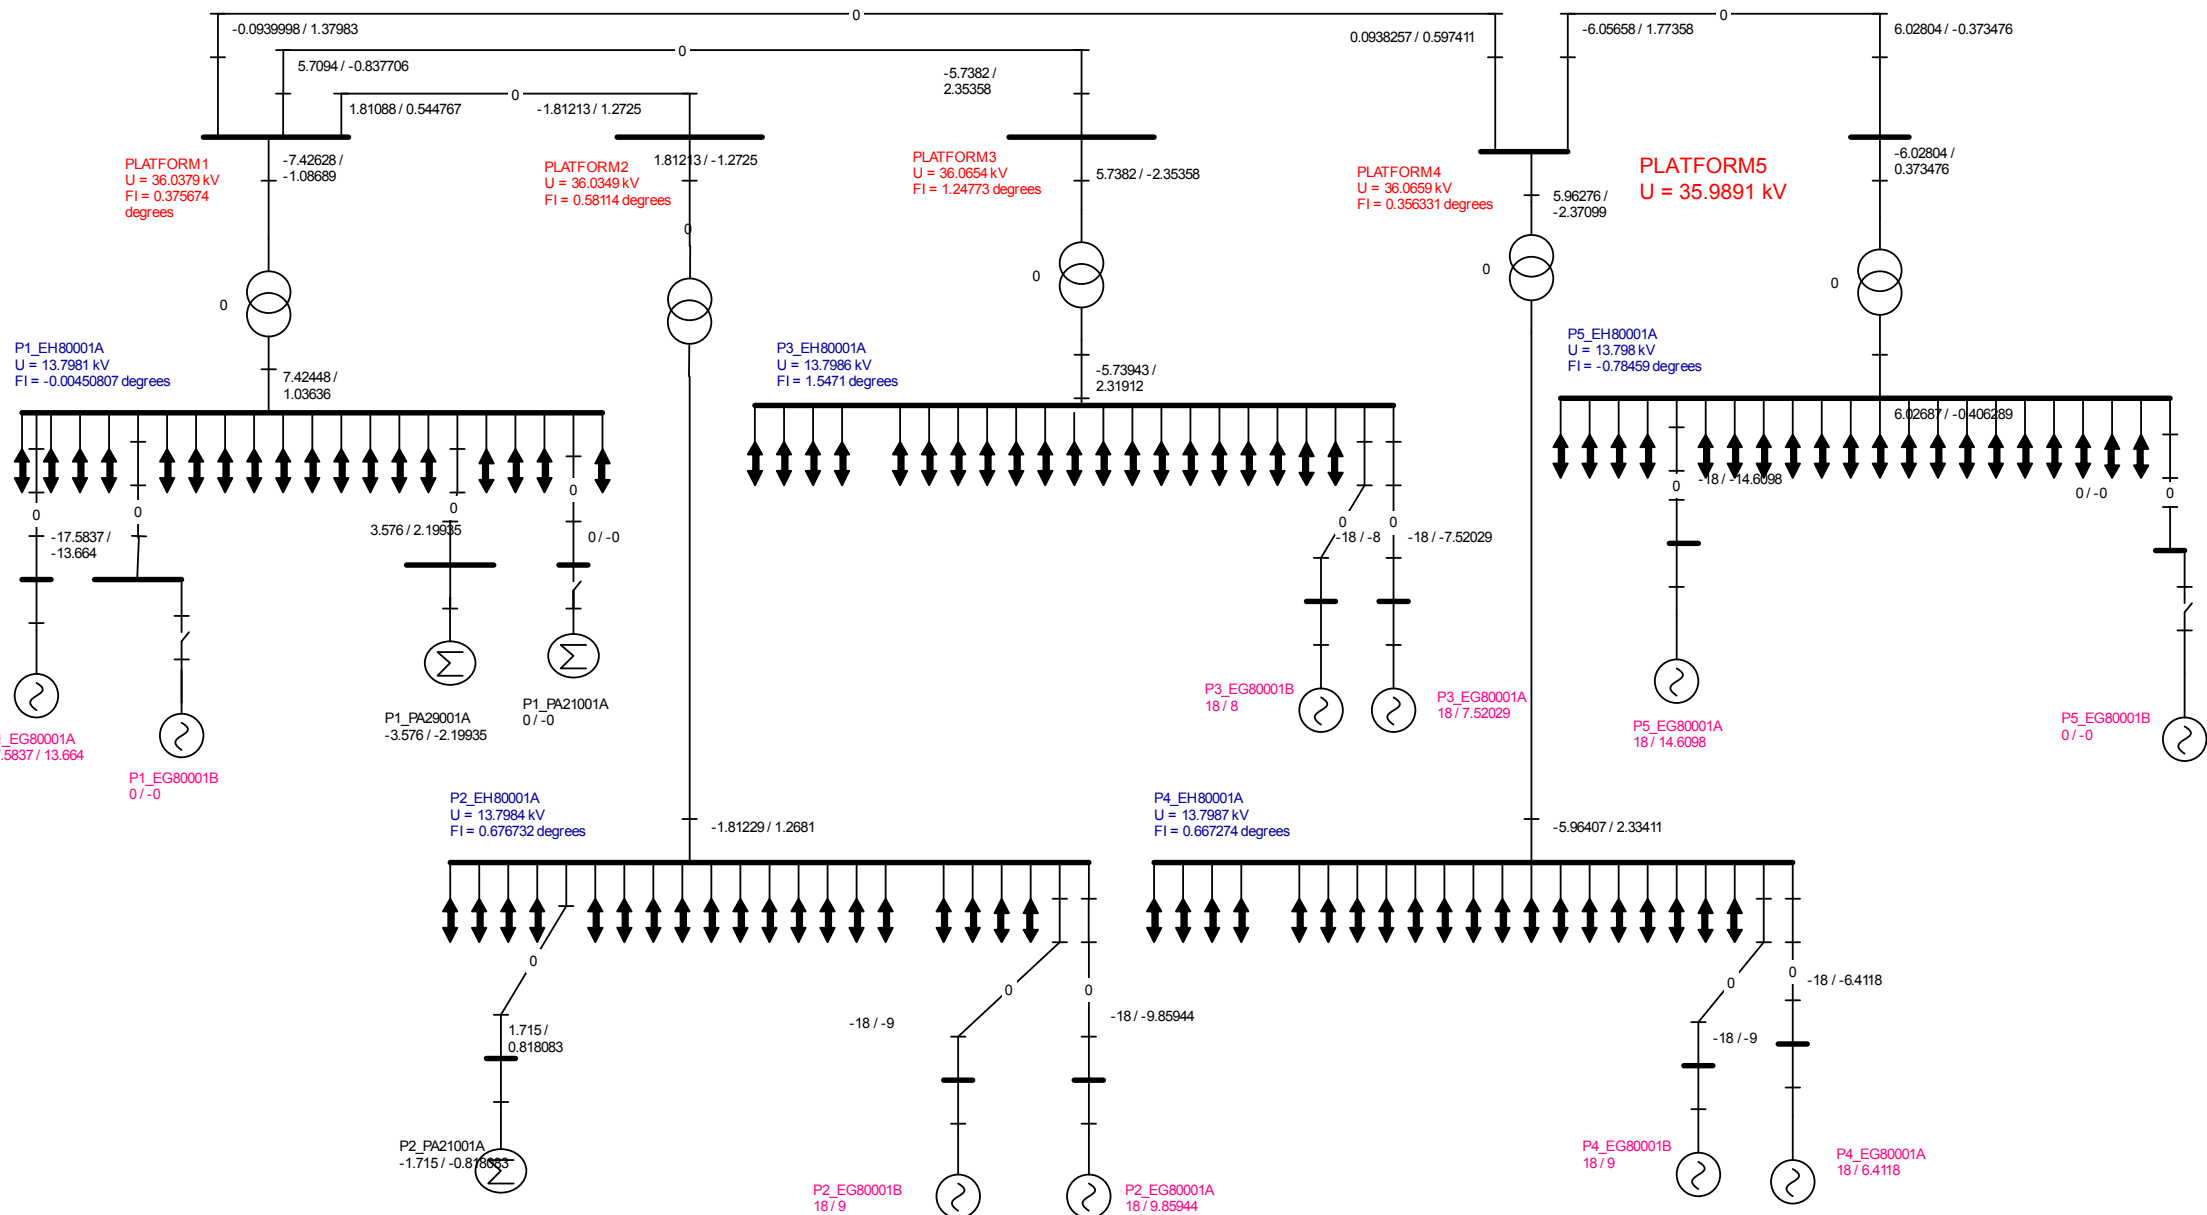 0
-0.0939998 / 1.37983
0.0938257 / 0.597411
0
-6.05658 / 1.77358
6.02804 / -0.373476
0
5.7094 / -0.837706
-5.7382 /
2.35358
0
1.81088 / 0.544767
-1.81213 / 1.2725
PLATFORM1
U = 36.0379 kV
FI = 0.375674
degrees
-7.42628 /
-1.08689
PLATFORM2
U = 36.0349 kV
FI = 0.58114 degrees
1.81213 / -1.2725
0
PLATFORM3
U = 36.0654 kV
FI = 1.24773 degrees
5.7382 / -2.35358
PLATFORM4
U = 36.0659 kV
FI = 0.356331 degrees
5.96276 /
-2.37099
PLATFORM5
U = 35.9891 kV
-6.02804 /
0.373476
0
0
0
0
P1_EH80001A
U = 13.7981 kV
FI = -0.00450807 degrees
7.42448 /
1.03636
P3_EH80001A
U = 13.7986 kV
FI = 1.5471 degrees
-5.73943 /
2.31912
P5_EH80001A
U = 13.798 kV
FI = -0.78459 degrees
6.02687 / -0.406289
0
-17.5837 /
-13.664
0
0
3.576 / 2.19935
0
0 / -0
0
-18 / -8
0
-18 / -7.52029
0
-18 / -14.6098
0 / -0
0
_EG80001A
.5837 / 13.664
P1_EG80001B
0 / -0
Σ
P1_PA29001A
-3.576 / -2.19935
Σ
P1_PA21001A
0 / -0
P3_EG80001B
18 / 8
P3_EG80001A
18 / 7.52029
P5_EG80001A
18 / 14.6098
P5_EG80001B
0 / -0
P2_EH80001A
U = 13.7984 kV
FI = 0.676732 degrees
-1.81229 / 1.2681
P4_EH80001A
U = 13.7987 kV
FI = 0.667274 degrees
-5.96407 / 2.33411
0
1.715 /
0.818083
0
-18 / -9
0
-18 / -9.85944
0
-18 / -9
0
-18 / -6.4118
P2_PA21001A
-1.715 / -0.818083
Σ
P2_EG80001B
18 / 9
P2_EG80001A
18 / 9.85944
P4_EG80001B
18 / 9
P4_EG80001A
18 / 6.4118